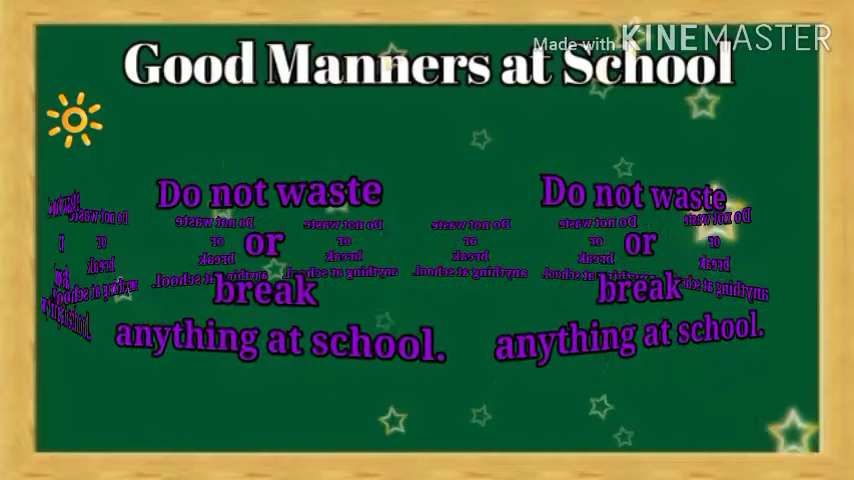 Made with KINEMASTER
Good Manners at School
Do not waste
or
break
anything at school.
Do not waste
or
break
anything at school.